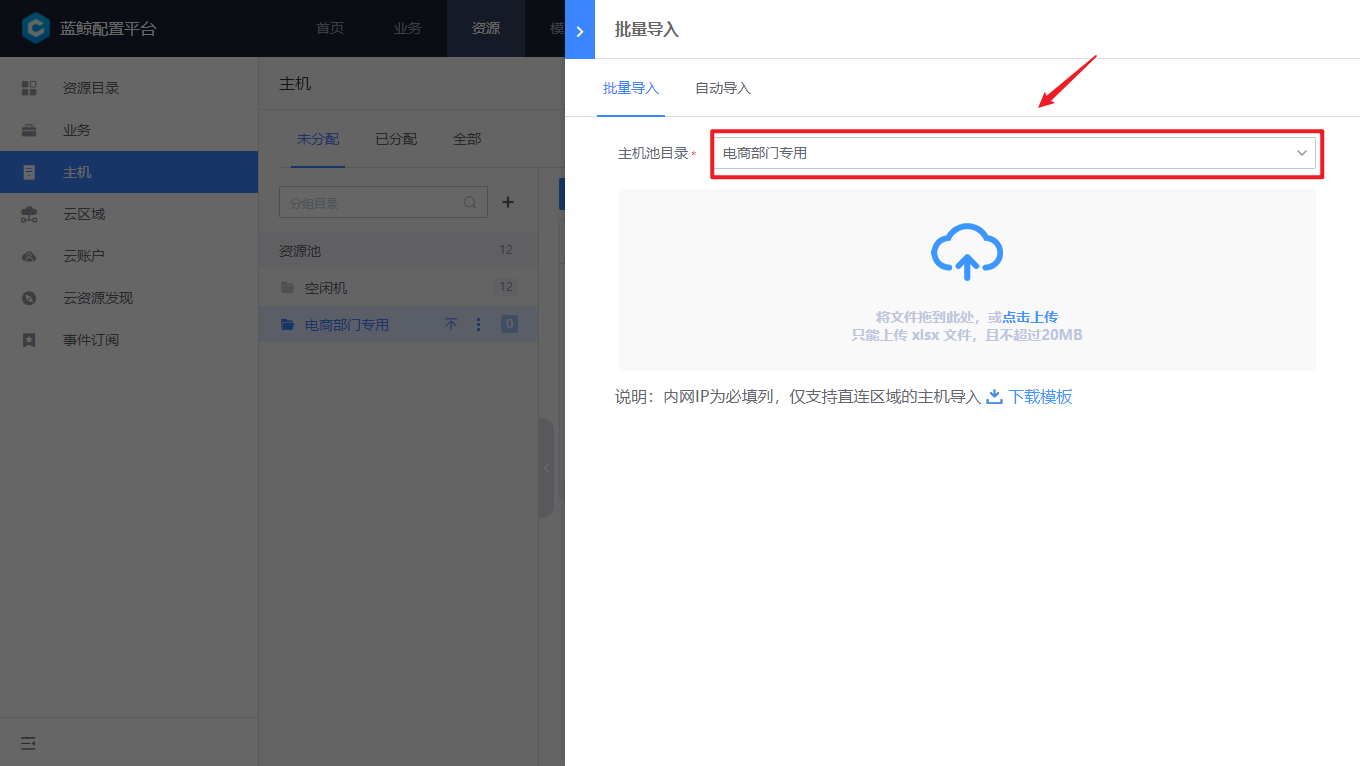 蓝鲸配置平台
首页
业务
资源
模
资源目录
业务
主机
云区域
云账户
云资源发现
事件订阅
主机
未分配
已分配
全部
分组目录
资源池 12
空闲机 12
电商部门专用 0
批量导入
批量导入
自动导入
主机池目录*
电商部门专用
将文件拖到此处，或点击上传
只能上传 xlsx 文件，且不超过20MB
说明：内网IP为必填列，仅支持直连区域的主机导入 下载模板